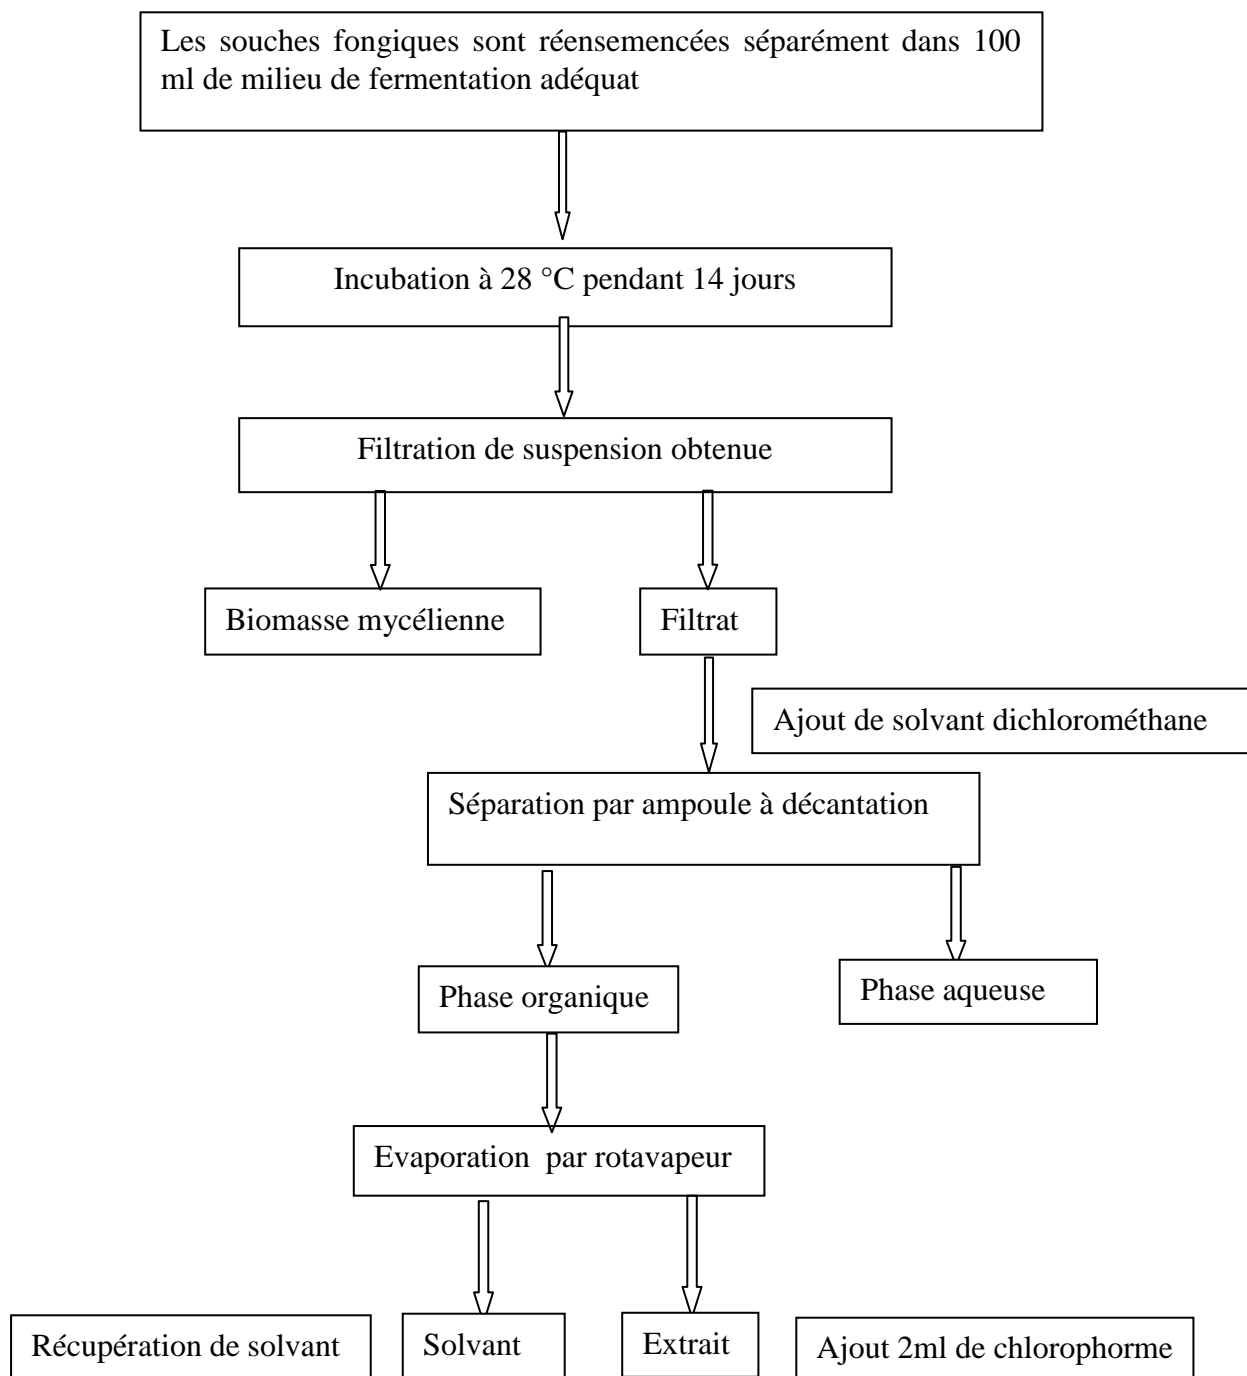 Les souches fongiques sont réensemencées séparément dans 100
ml de milieu de fermentation adéquat
Incubation à 28 °C pendant 14 jours
Filtration de suspension obtenue
Biomasse mycélienne
Filtrat
Ajout de solvant dichlorométhane
Séparation par ampoule à décantation
Phase organique
Phase aqueuse
Evaporation par rotavapeur
Récupération de solvant
Solvant
Extrait
Ajout 2ml de chlorophorme